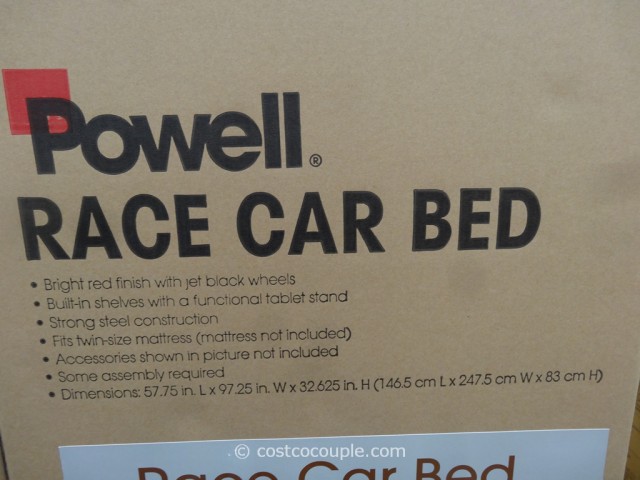 Powell®
RACE CAR BED
• Bright red finish with jet black wheels
• Built-in shelves with a functional tablet stand
• Strong steel construction
• Fits twin-size mattress (mattress not included)
• Accessories shown in picture not included
• Some assembly required
• Dimensions: 57.75 in. L x 97.25 in. W x 32.625 in. H (146.5 cm L x 247.5 cm W x 83 cm H)
© costcocouple.com
Race Car Bed